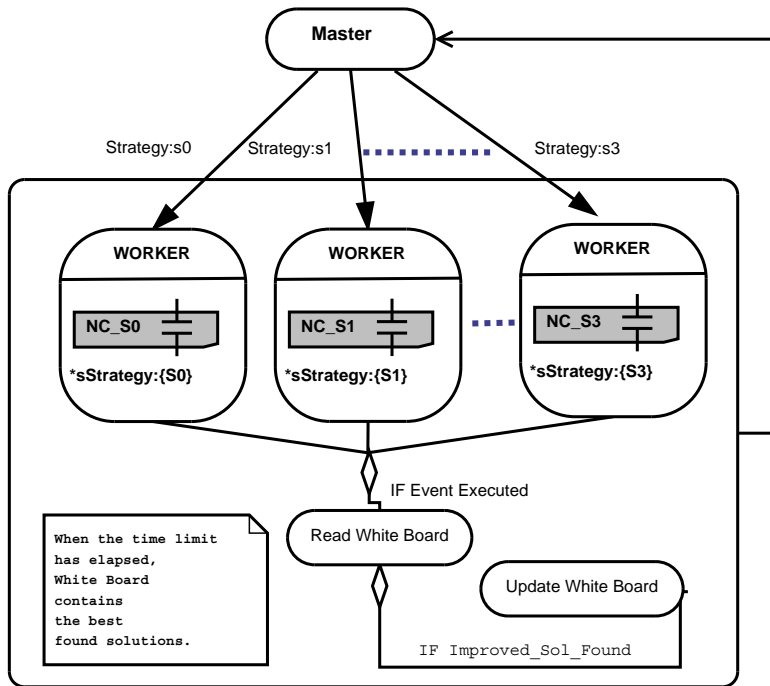 Master
Strategy:s0
Strategy:s1
Strategy:s3
WORKER
WORKER
WORKER
NC_S0
NC_S1
NC_S3
*sStrategy:{S0}
*sStrategy:{S1}
*sStrategy:{S3}
IF Event Executed
Read White Board
When the time limit
has elapsed,
White Board
contains
the best
found solutions.
Update White Board
IF Improved_Sol_Found